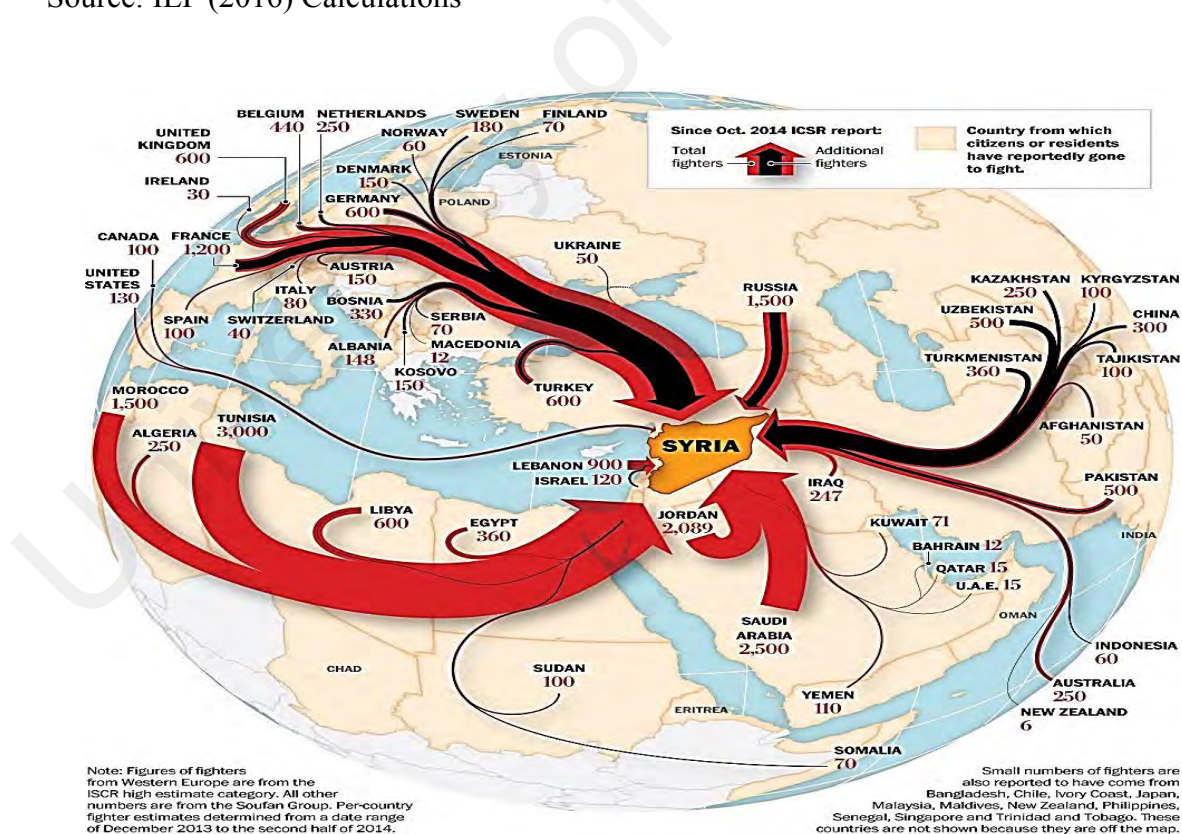 Source: IEP (2016) Calculations
BELGIUM NETHERLANDS SWEDEN FINLAND
440 250 180 70
NORWAY
60
UNITED
KINGDOM
600
IRELAND
30
DENMARK
150
GERMANY
600
ESTONIA
POLAND
Since Oct. 2014 ICSR report:
Total
fighters
Additional
fighters
Country from which
citizens or residents
have reportedly gone
to fight.
CANADA
100
FRANCE
1,200
UNITED
STATES
130
SPAIN
100
SWITZERLAND
40
ITALY
80
AUSTRIA
150
BOSNIA
330
SERBIA
70
ALBANIA
148
MACEDONIA
12
KOSOVO
150
UKRAINE
50
RUSSIA
1,500
TURKEY
600
KAZAKHSTAN
250
KYRGYZSTAN
100
UZBEKISTAN
500
CHINA
300
TURKMENISTAN
360
TAJIKISTAN
100
AFGHANISTAN
50
PAKISTAN
500
INDIA
MOROCCO
1,500
ALGERIA
250
TUNISIA
3,000
SYRIA
LEBANON 900
ISRAEL 120
LIBYA
600
EGYPT
360
JORDAN
2,089
IRAQ
247
KUWAIT 71
BAHRAIN 12
QATAR 15
U.A.E. 15
OMAN
SAUDI
ARABIA
2,500
CHAD
SUDAN
100
ERITREA
YEMEN
110
SOMALIA
70
INDONESIA
60
AUSTRALIA
250
NEW ZEALAND
6
Note: Figures of fighters
from Western Europe are from the
ISCR high estimate category. All other
numbers are from the Soufan Group. Per-country
fighter estimates determined from a date range
of December 2013 to the second half of 2014.
Small numbers of fighters are
also reported to have come from
Bangladesh, Chile, Ivory Coast, Japan,
Malaysia, Maldives, New Zealand, Philippines,
Senegal, Singapore and Trinidad and Tobago. These
countries are not shown because they are off the map.